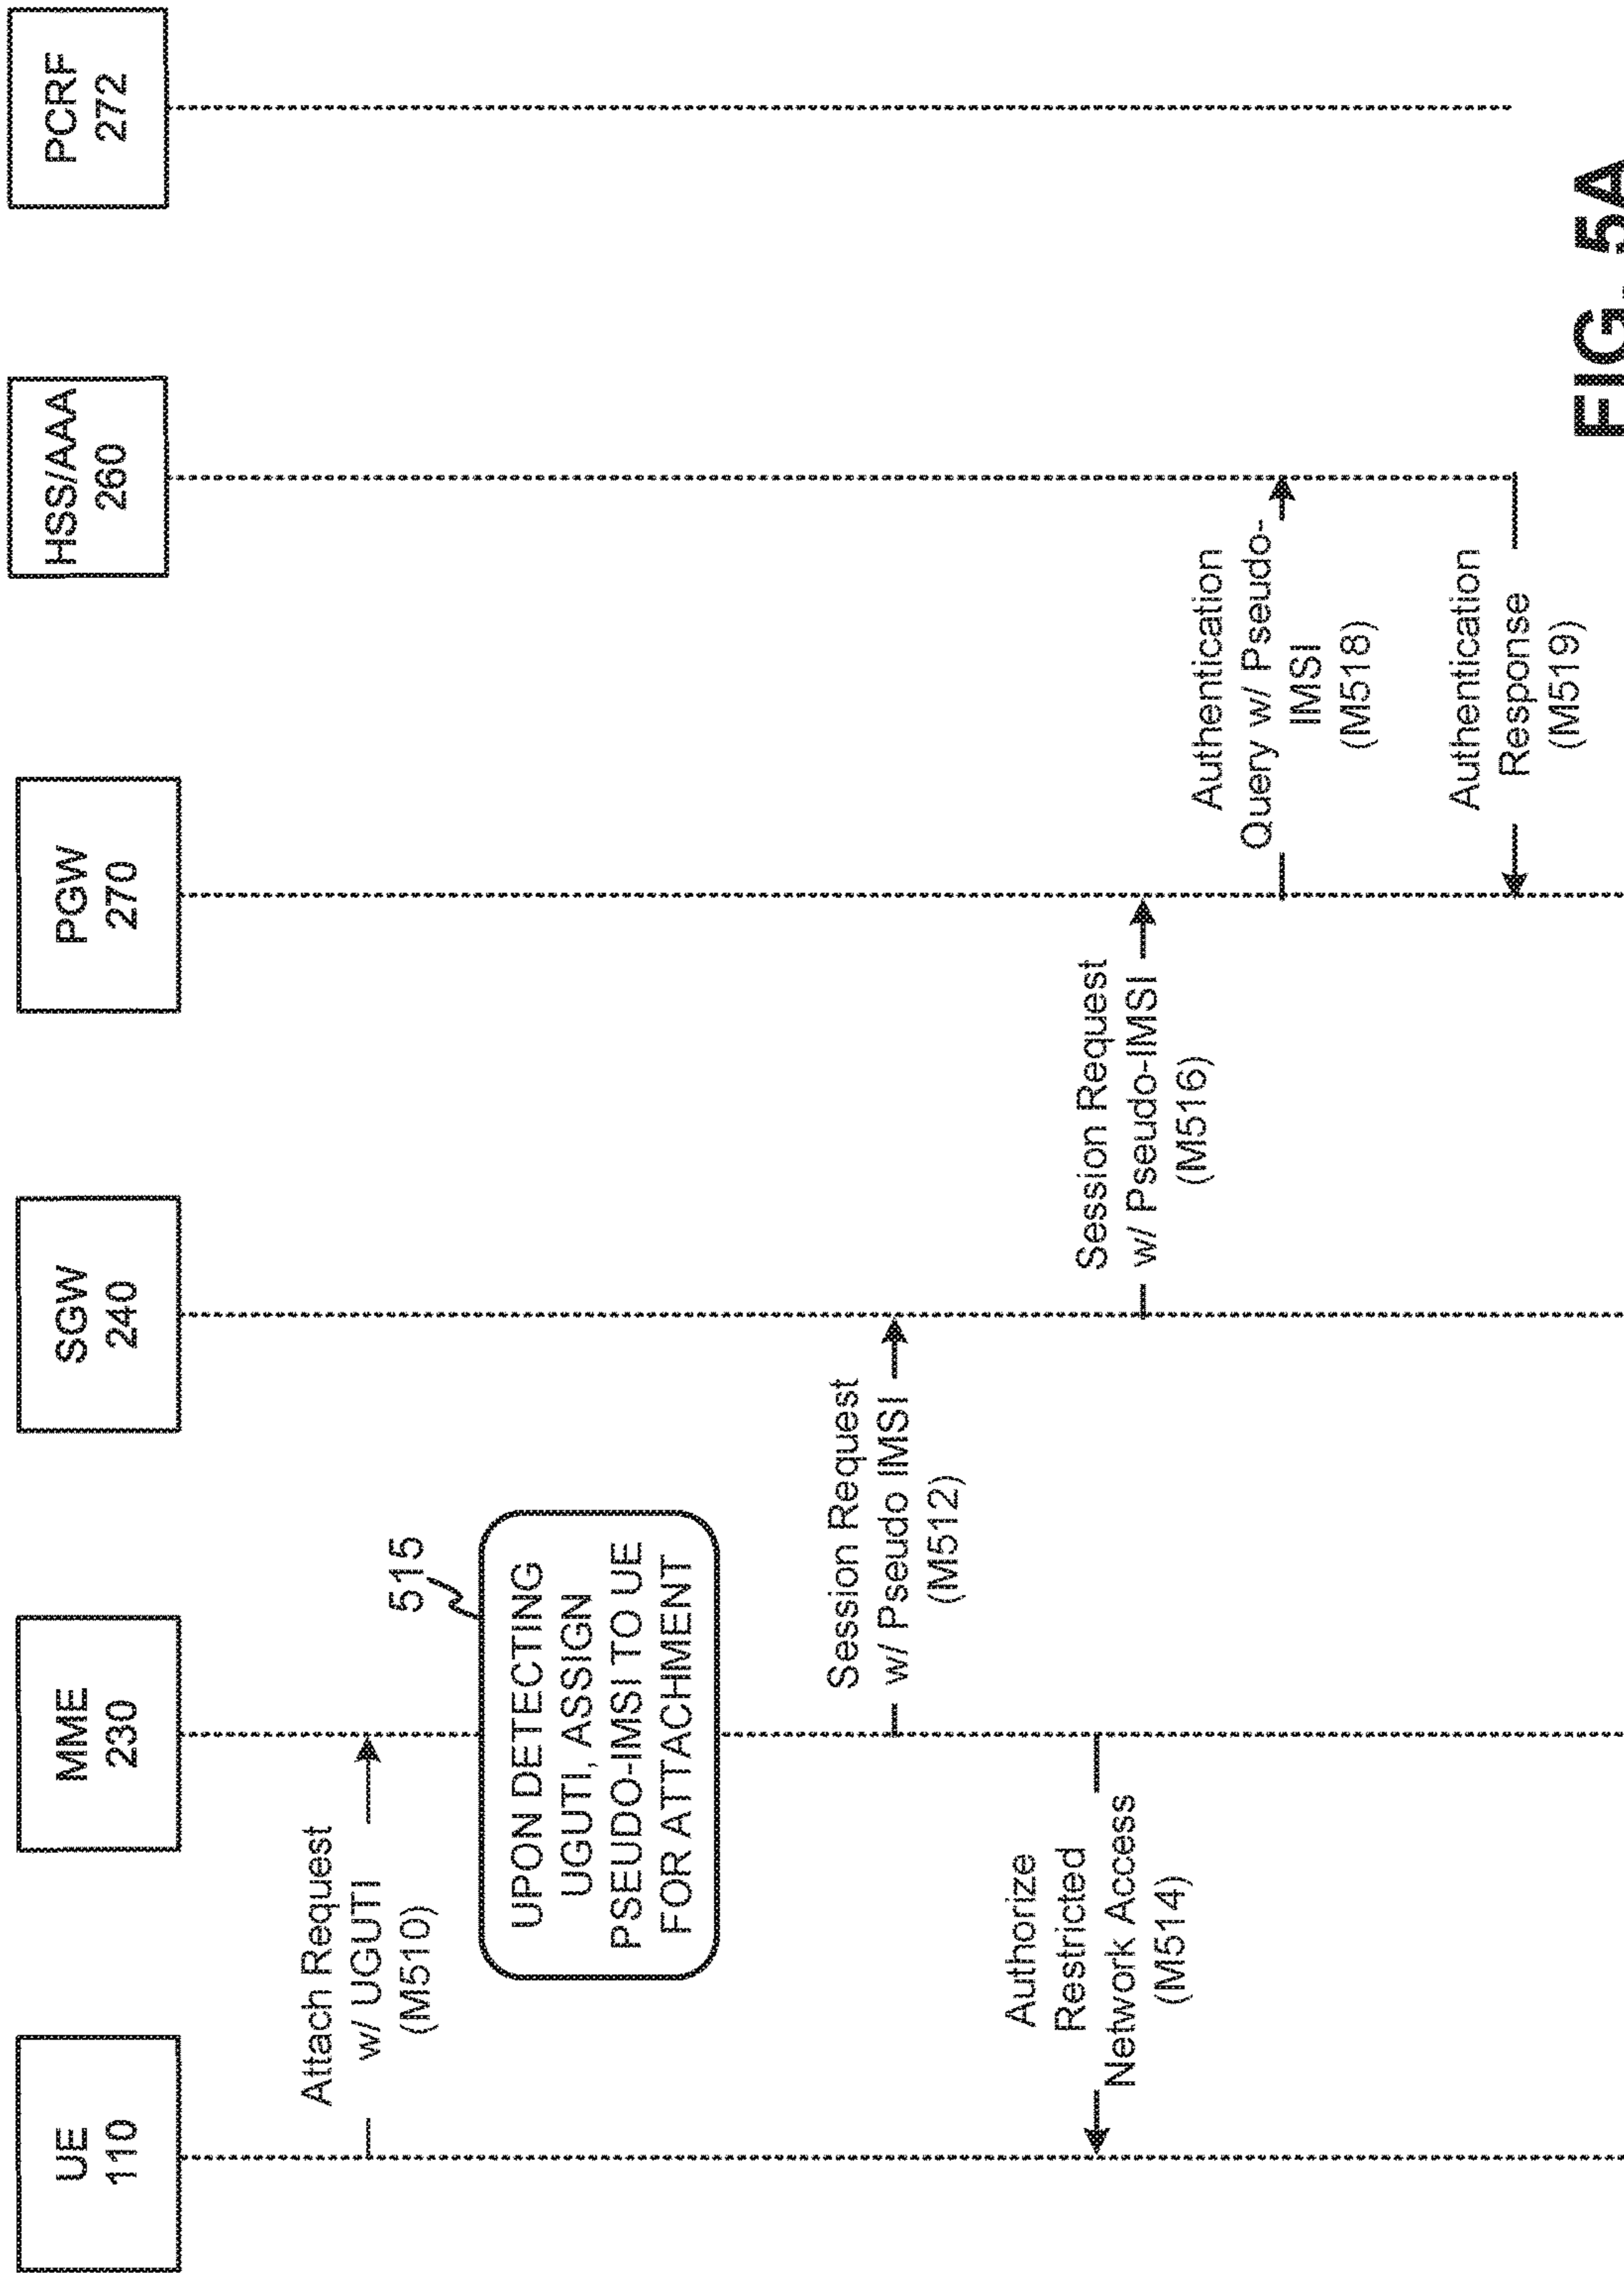 UE
110
MME
230
SGW
240
PGW
270
HSS/AAA
260
PCRF
272
Attach Request
w/ UGUTI
(M510)
515
UPON DETECTING
UGUTI, ASSIGN
PSEUDO-IMSI TO UE
FOR ATTACHMENT
Session Request
w/ Pseudo IMSI
(M512)
Authorize
Restricted
Network Access
(M514)
Session Request
w/ Pseudo-IMSI
(M516)
Authentication
Query w/ Pseudo-
IMSI
(M518)
Authentication
Response
(M519)
FIG. 5A